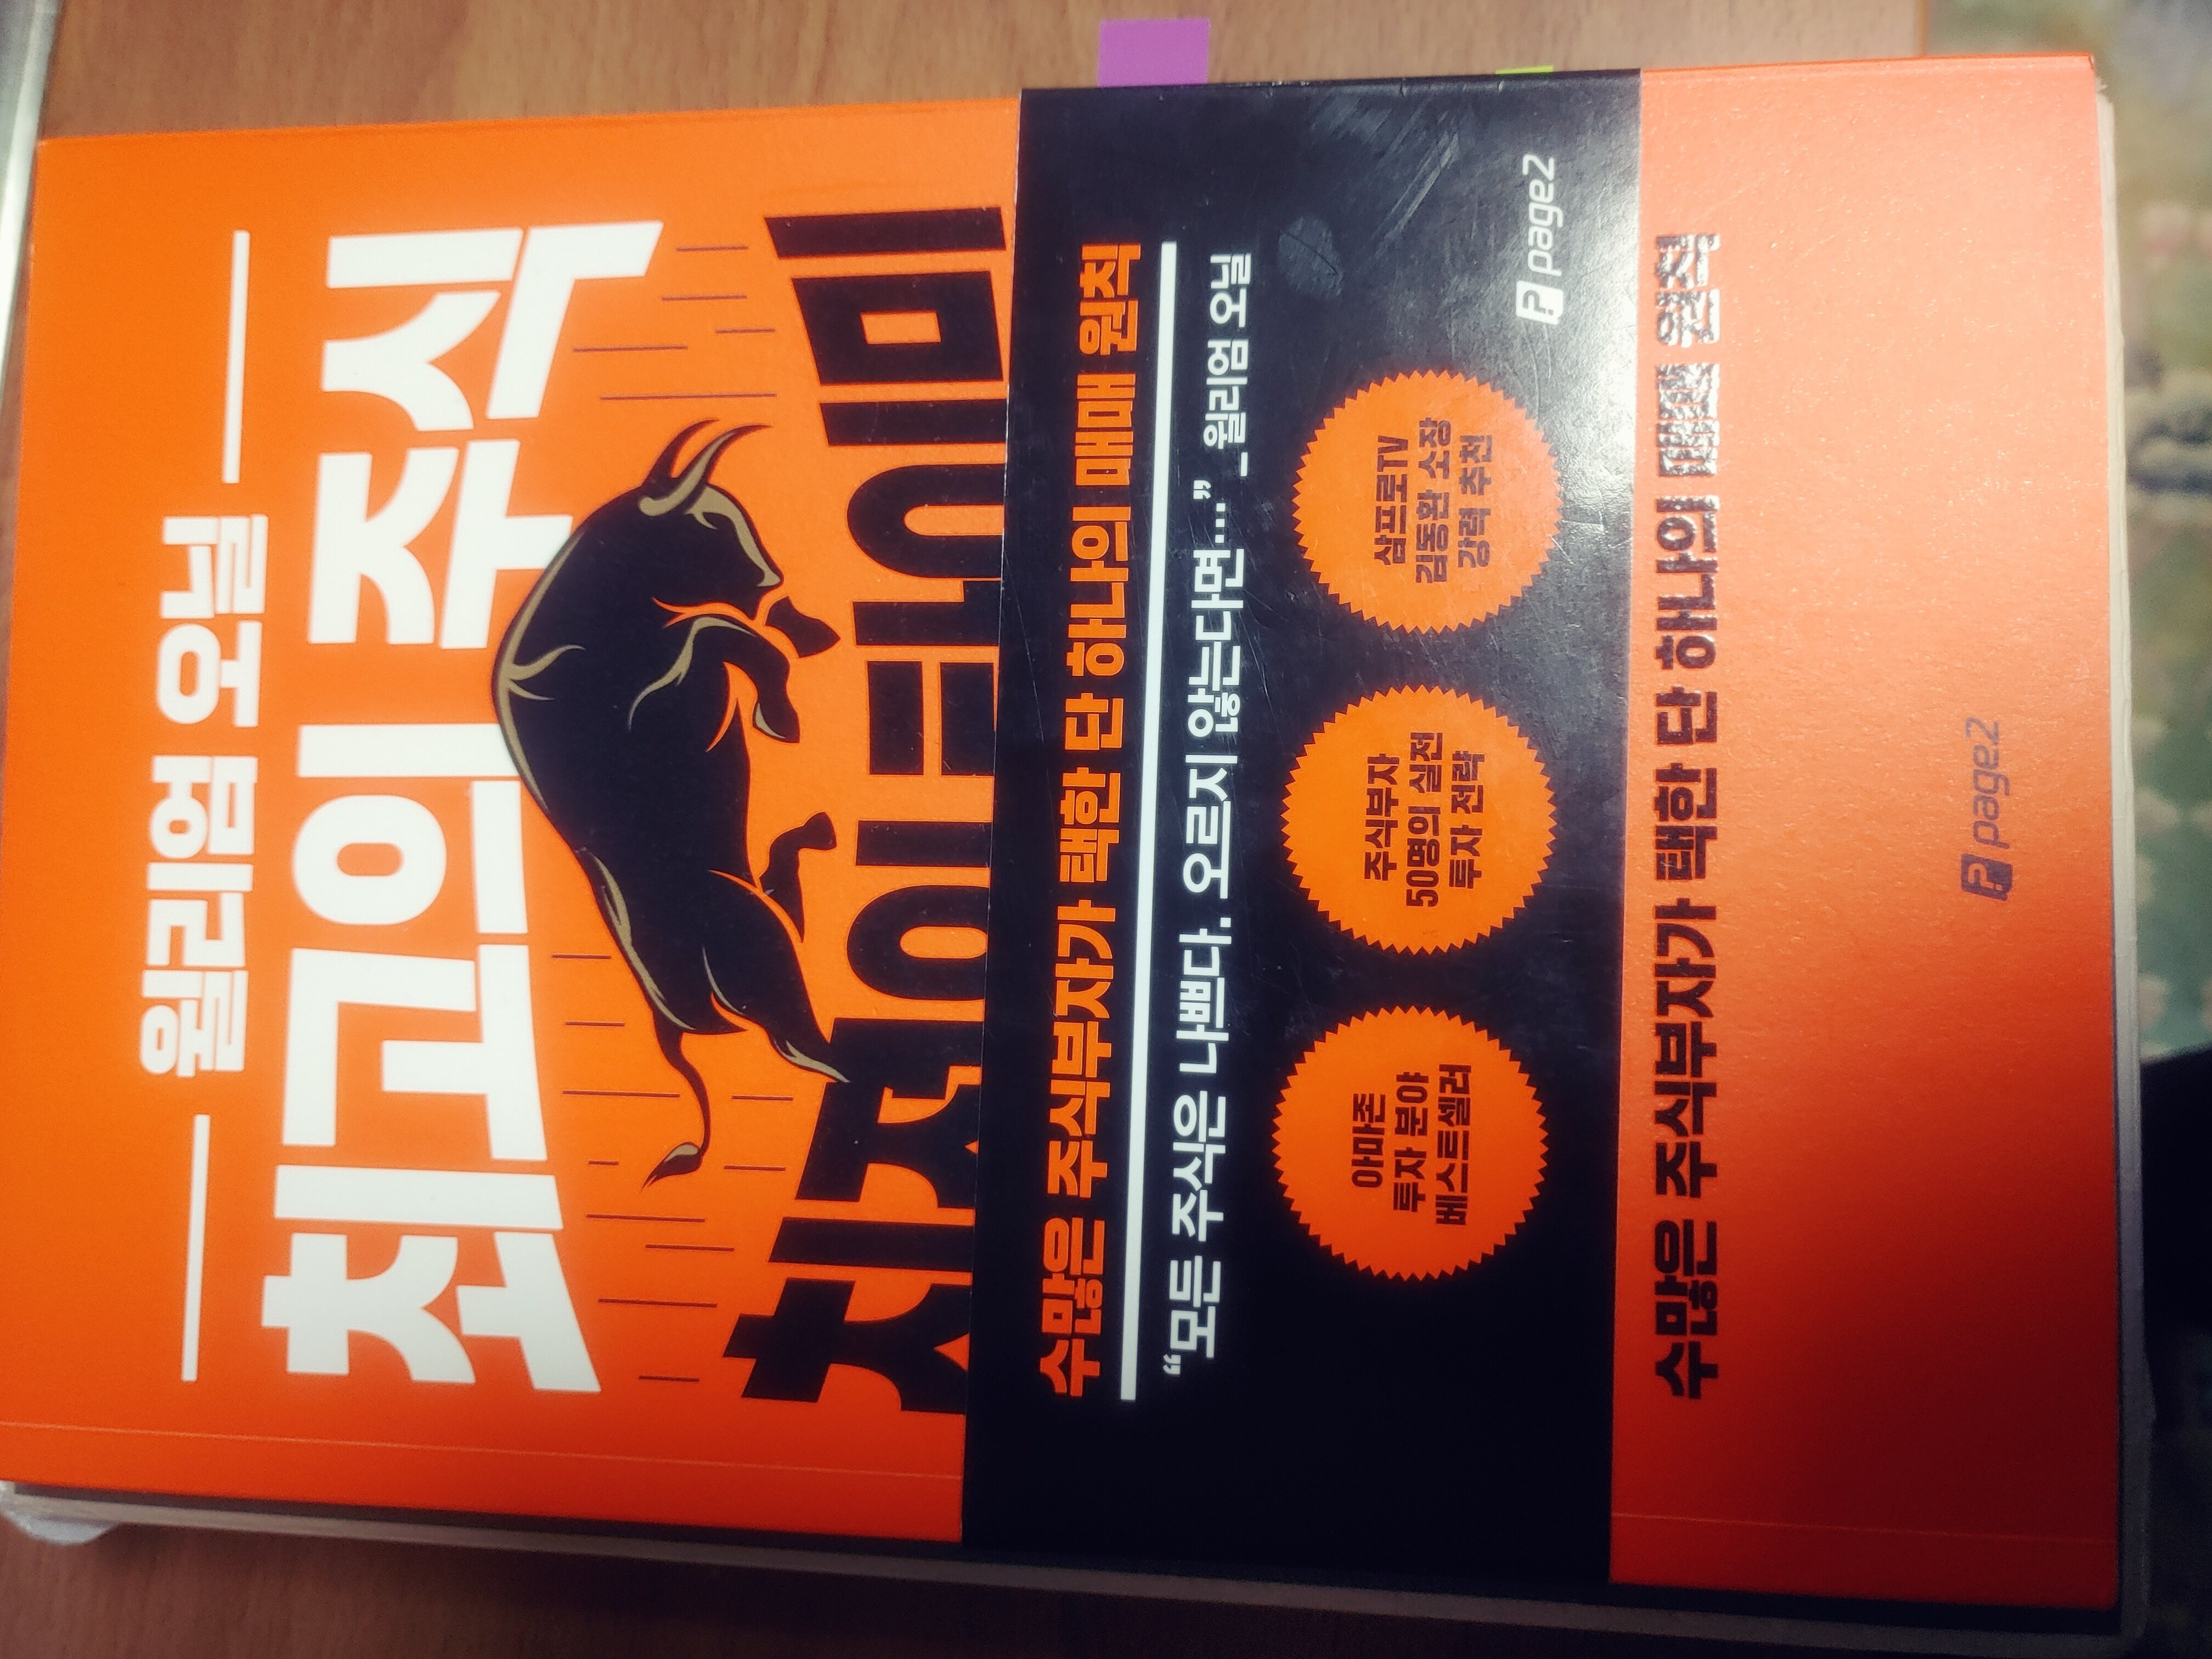 윌리엄 오닐
최고의 주식
최적의 타이밍
수많은 주식부자가 택한 단 하나의 매매 원칙
“모든 주식은 나쁘다. 오르지 않는다면…” _ 윌리엄 오닐
아마존
투자 분야
베스트셀러
주식부자
50명의 실전
투자 전략
삼프로TV
김동환 소장
강력 추천
page2
수많은 주식부자가 택한 단 하나의 매매 원칙
page2